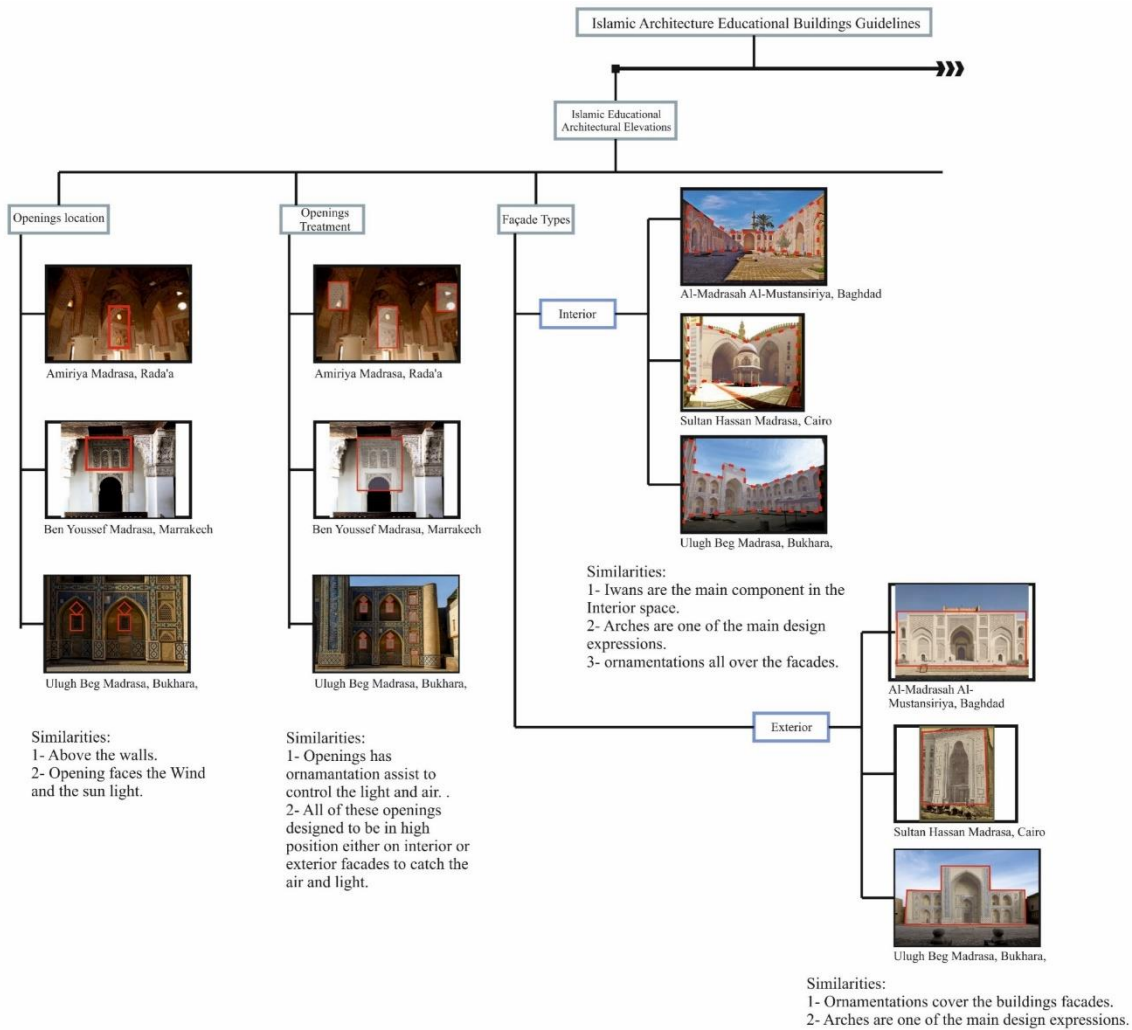 Islamic Architecture Educational Buildings Guidelines
Islamic Educational
Architectural Elevations
Openings location
Amiriya Madrasa, Rada'a
Ben Youssef Madrasa, Marrakech
Ulugh Beg Madrasa, Bukhara,
Similarities:
1- Above the walls.
2- Opening faces the Wind
and the sun light.
Openings
Treatment
Amiriya Madrasa, Rada'a
Ben Youssef Madrasa, Marrakech
Ulugh Beg Madrasa, Bukhara,
Similarities:
1- Openings has
ornamantation assist to
control the light and air. .
2- All of these openings
designed to be in high
position either on interior or
exterior facades to catch the
air and light.
Façade Types
Interior
Al-Madrasah Al-Mustansiriya, Baghdad
Sultan Hassan Madrasa, Cairo
Ulugh Beg Madrasa, Bukhara,
Similarities:
1- Iwans are the main component in the
Interior space.
2- Arches are one of the main design
expressions.
3- ornamentations all over the facades.
Exterior
Al-Madrasah Al-
Mustansiriya, Baghdad
Sultan Hassan Madrasa, Cairo
Ulugh Beg Madrasa, Bukhara,
Similarities:
1- Ornamentations cover the buildings facades.
2- Arches are one of the main design expressions.